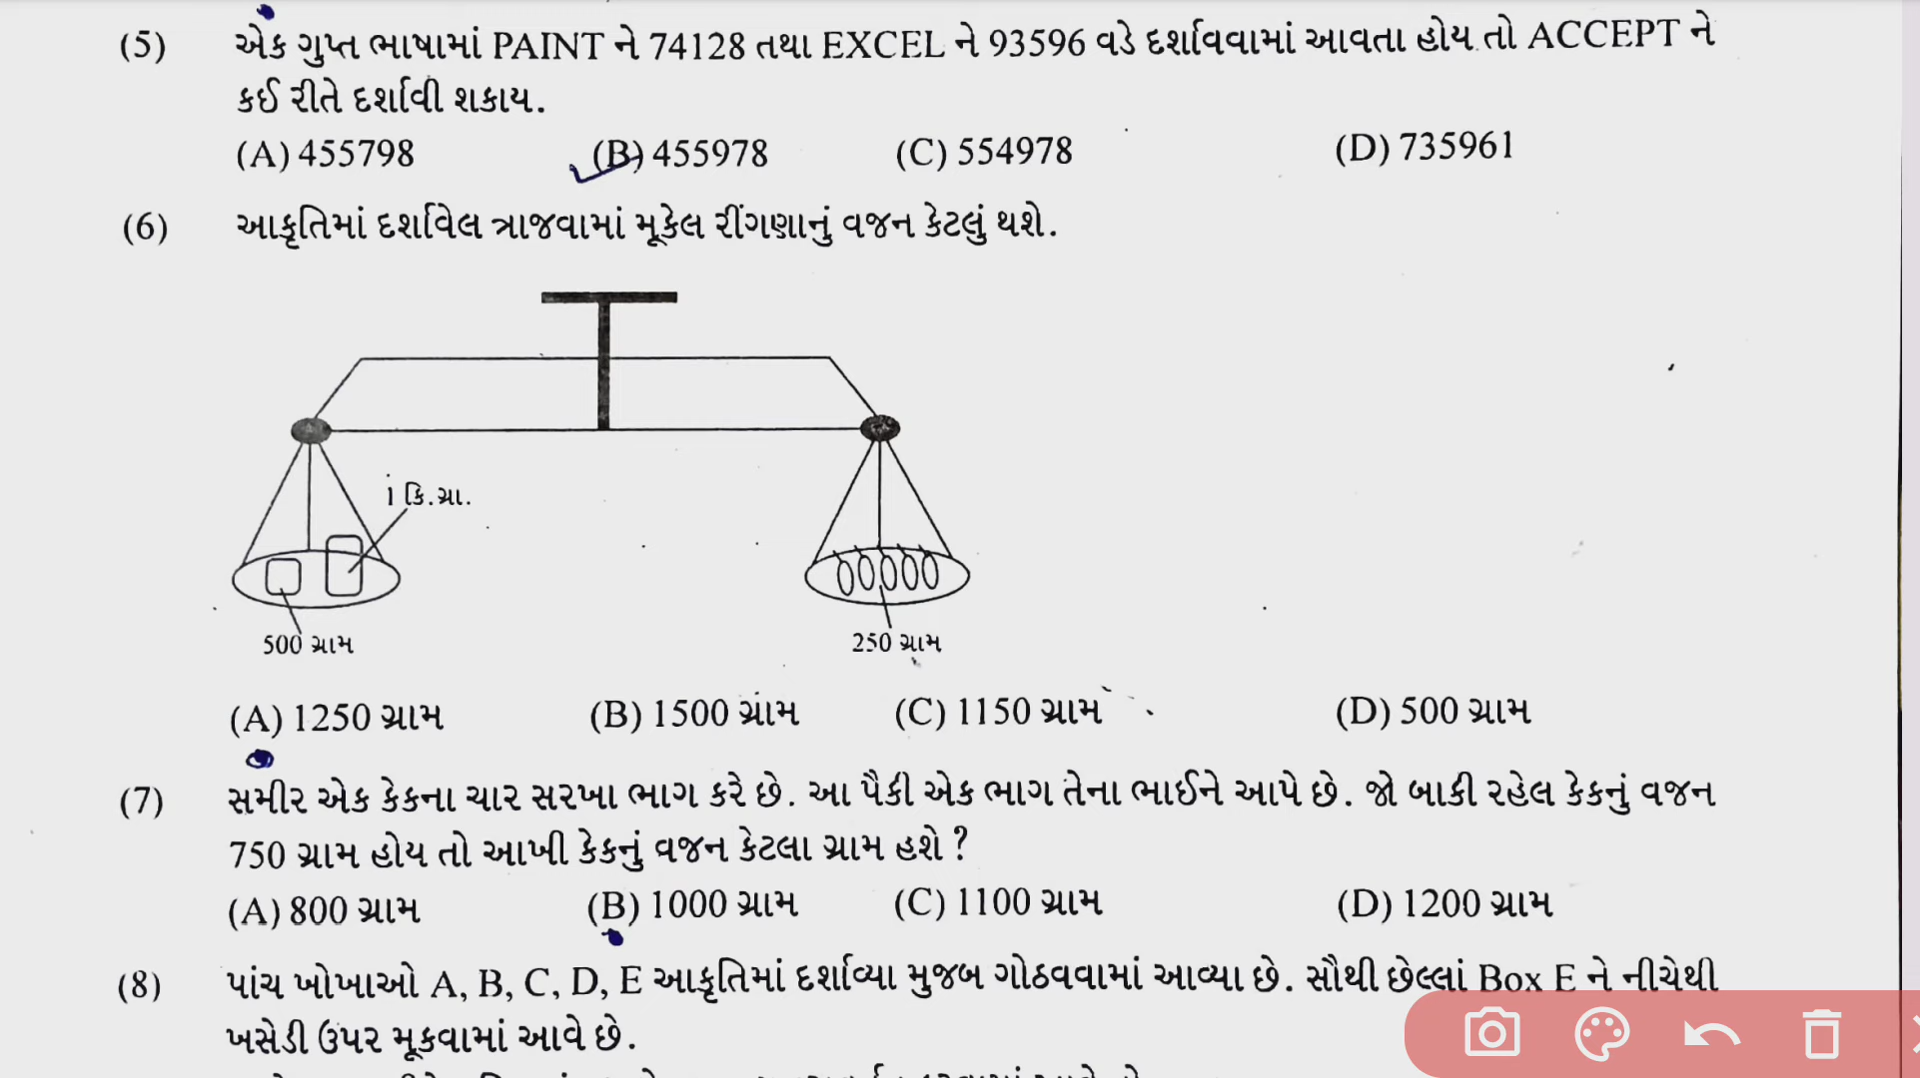 (5) એક ગુપ્ત ભાષામાં PAINT ને 74128 તથા EXCEL ને 93596 વડે દર્શાવવામાં આવતા હોય તો ACCEPT ને
કઈ રીતે દર્શાવી શકાય.
(A) 455798 (B) 455978 (C) 554978 (D) 735961
(6) આકૃતિમાં દર્શાવેલ ત્રાજવામાં મૂકેલ રીંગણાનું વજન કેટલું થશે.
1 કિ.ગ્રા.
500 ગ્રામ 250 ગ્રામ
(A) 1250 ગ્રામ (B) 1500 ગ્રામ (C) 1150 ગ્રામ (D) 500 ગ્રામ
(7) સમીર એક કેકના ચાર સરખા ભાગ કરે છે. આ પૈકી એક ભાગ તેના ભાઈને આપે છે. જો બાકી રહેલ કેકનું વજન
750 ગ્રામ હોય તો આખી કેકનું વજન કેટલા ગ્રામ હશે ?
(A) 800 ગ્રામ (B) 1000 ગ્રામ (C) 1100 ગ્રામ (D) 1200 ગ્રામ
(8) પાંચ ખોખાઓ A, B, C, D, E આકૃતિમાં દર્શાવ્યા મુજબ ગોઠવવામાં આવ્યા છે. સૌથી છેલ્લાં Box E ને નીચેથી
ખસેડી ઉપર મૂકવામાં આવે છે.